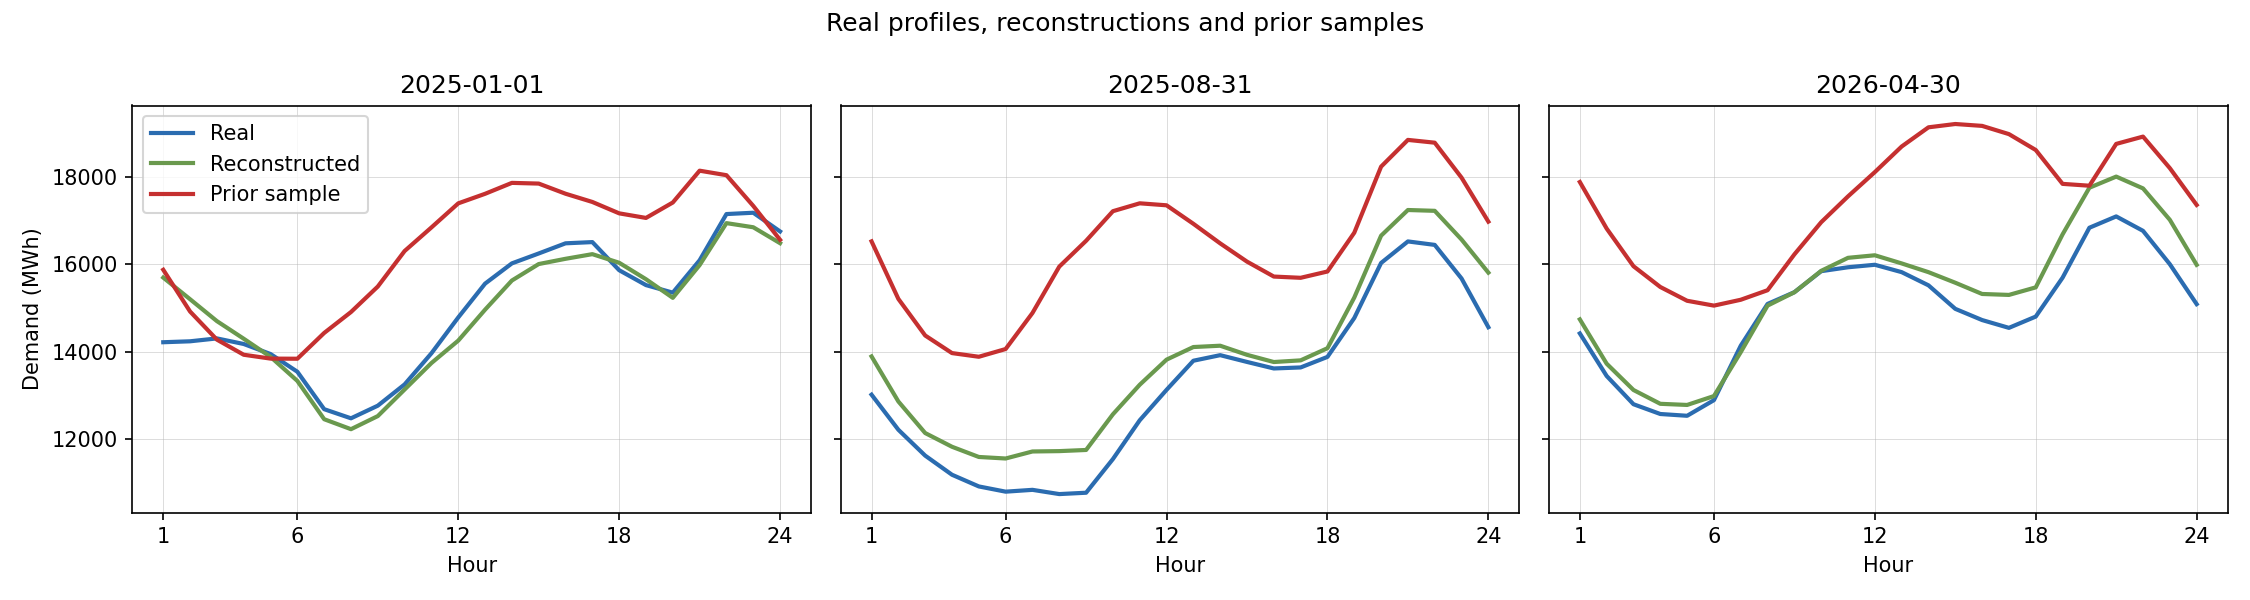 Real profiles, reconstructions and prior samples
2025-01-01
2025-08-31
2026-04-30
Real
Reconstructed
Prior sample
Demand (MWh)
18000
16000
14000
12000
1 6 12 18 24
1 6 12 18 24
1 6 12 18 24
Hour
Hour
Hour